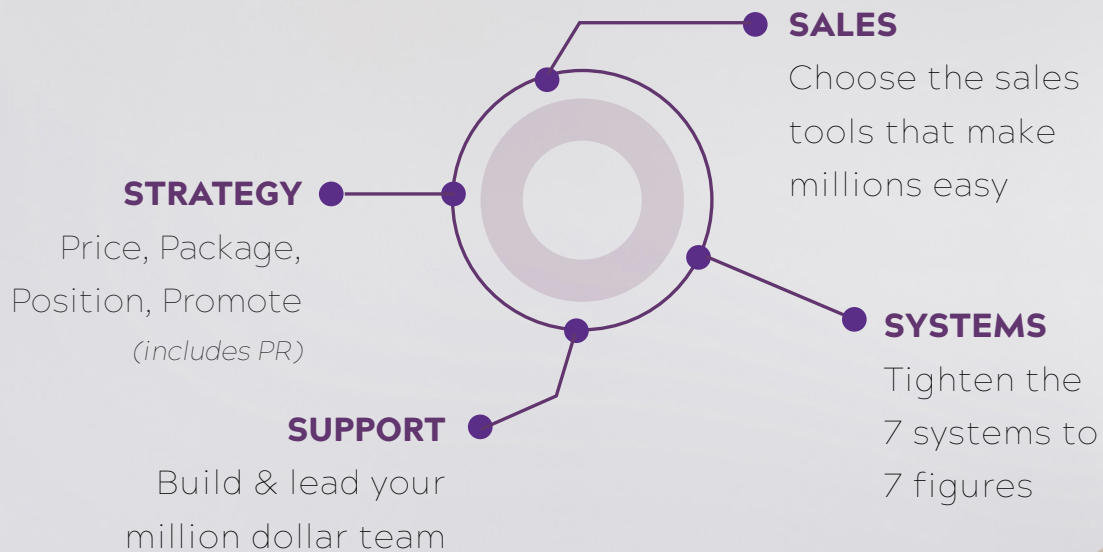 SALES
Choose the sales
tools that make
millions easy
STRATEGY
Price, Package,
Position, Promote
(includes PR)
SYSTEMS
Tighten the
7 systems to
7 figures
SUPPORT
Build & lead your
million dollar team